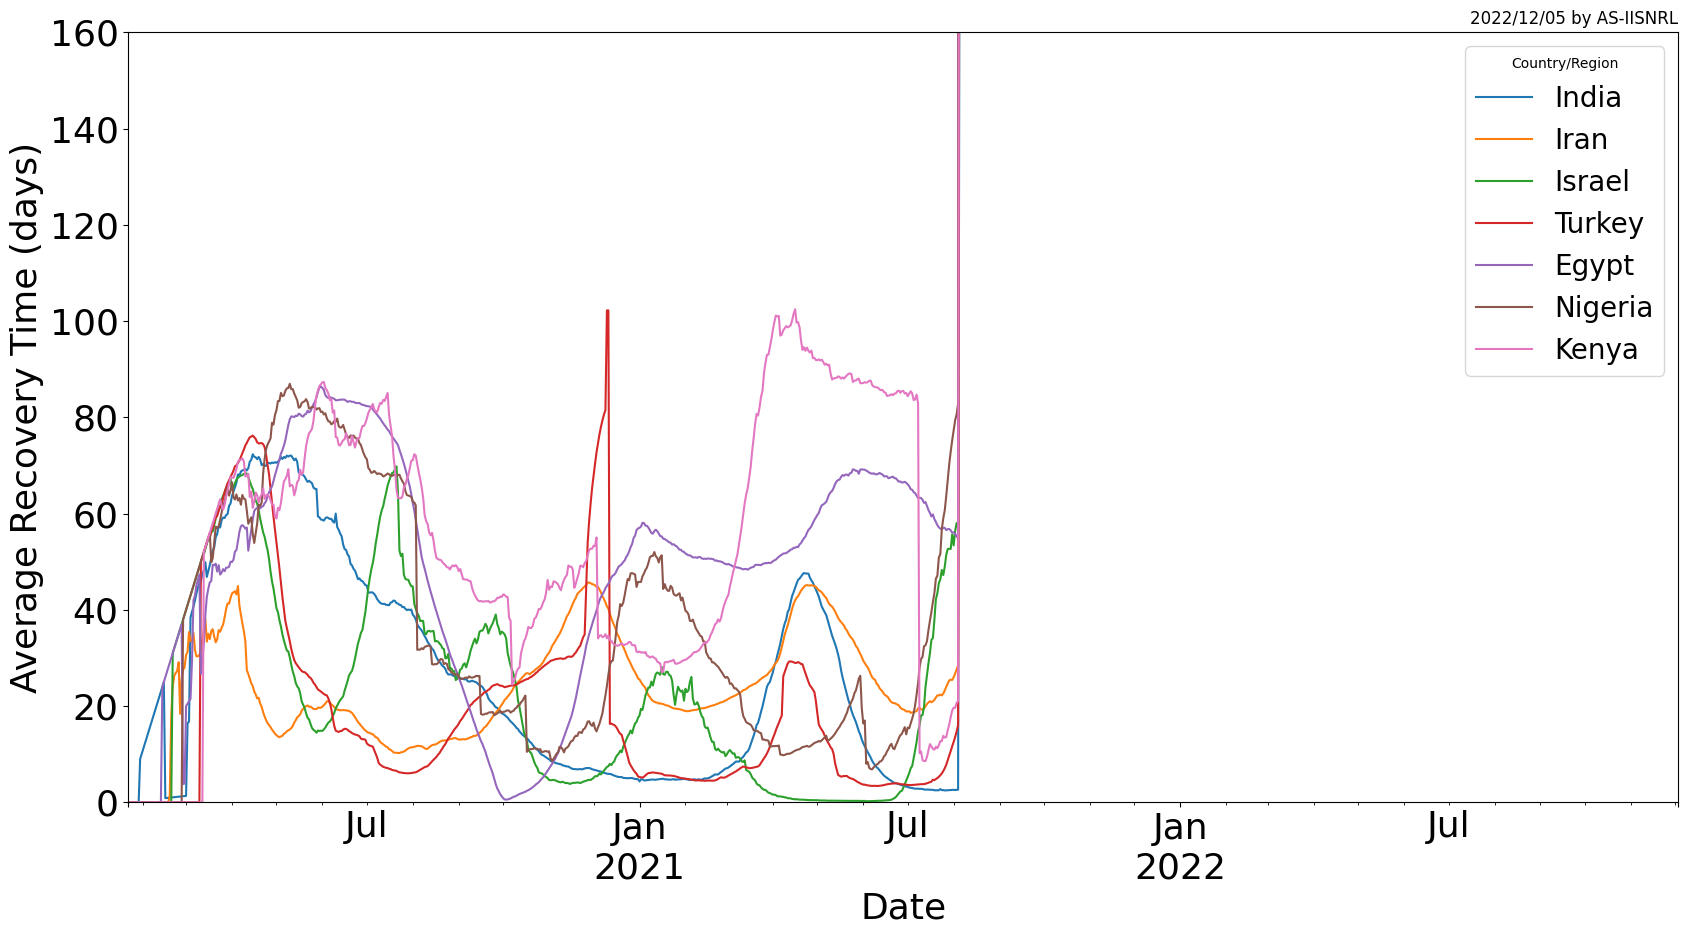 2022/12/05 by AS-IISNRL
160
140
120
100
80
60
40
20
0
Average Recovery Time (days)
Country/Region
India
Iran
Israel
Turkey
Egypt
Nigeria
Kenya
Jul
Jan
2021
Jul
Jan
2022
Jul
Date